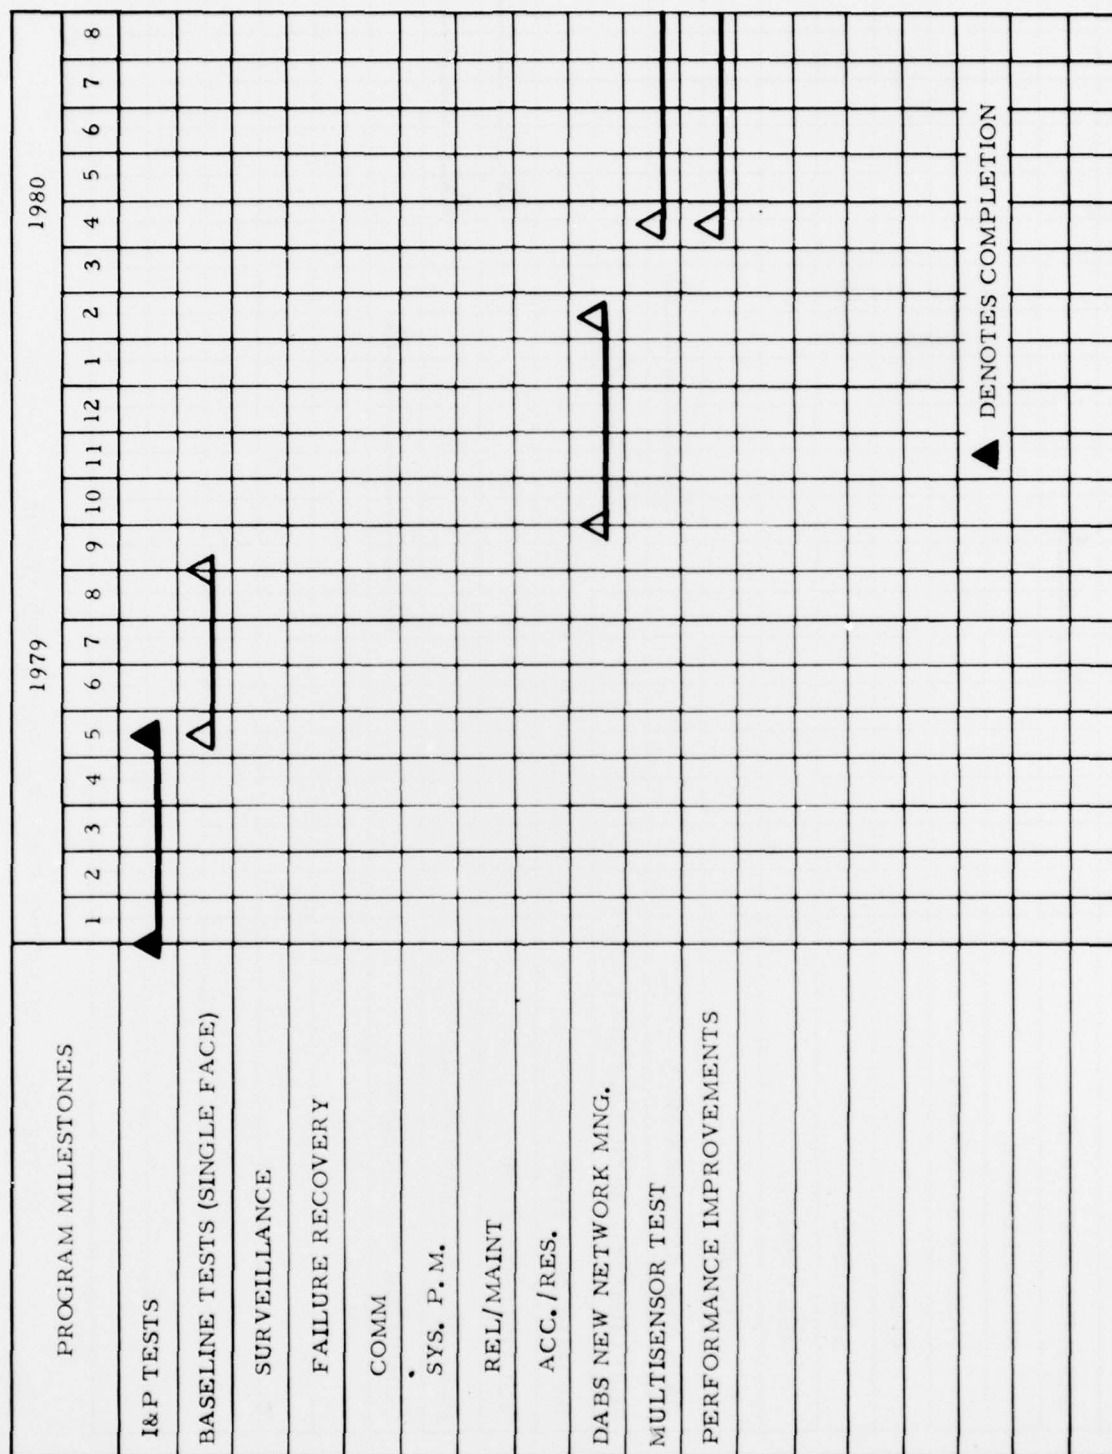 PROGRAM MILESTONES
1979
1980
1 2 3 4 5 6 7 8 9 10 11 12 1 2 3 4 5 6 7 8
I&P TESTS
BASELINE TESTS (SINGLE FACE)
SURVEILLANCE
FAILURE RECOVERY
COMM
SYS. P.M.
REL/MAINT
ACC./RES.
DABS NEW NETWORK MNG.
MULTISENSOR TEST
PERFORMANCE IMPROVEMENTS
▲ DENOTES COMPLETION